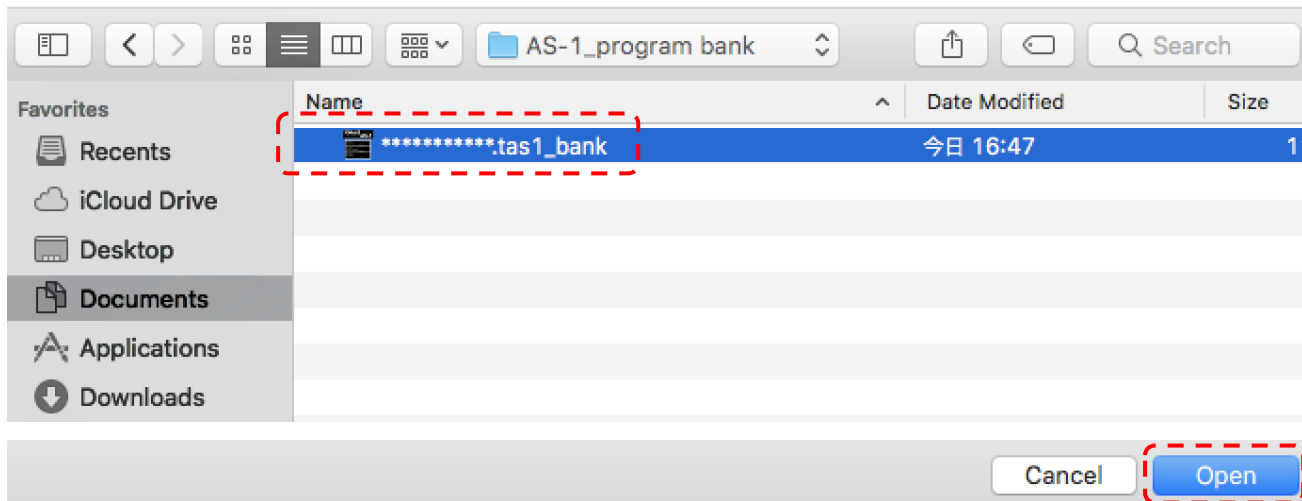 AS-1_program bank
Search
Favorites
Name
Date Modified
Size
Recents
***********.tas1_bank
今日 16:47
1
iCloud Drive
Desktop
Documents
Applications
Downloads
Cancel
Open